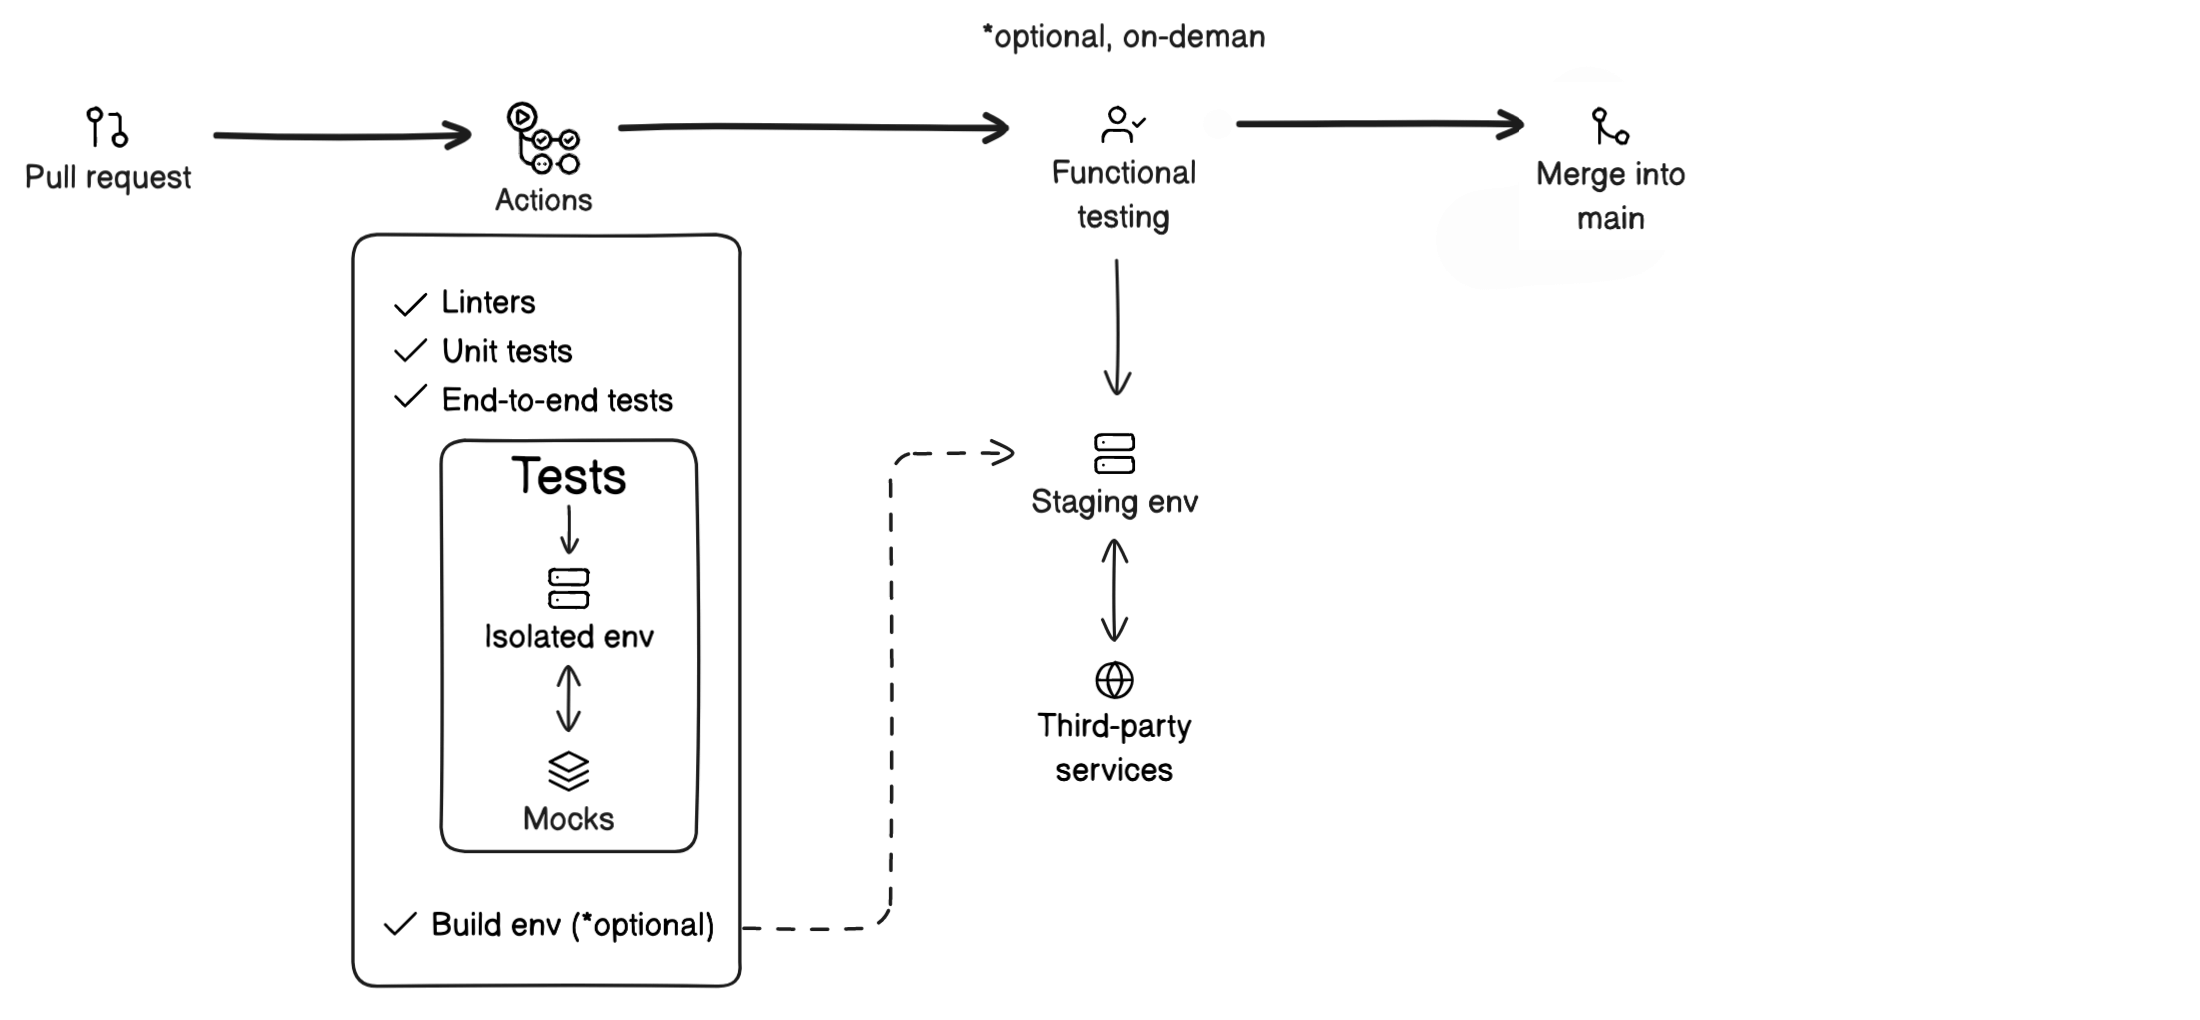 *optional, on-deman
Pull request
Actions
Functional
testing
Merge into
main
Linters
Unit tests
End-to-end tests
Tests
Isolated env
Mocks
Build env (*optional)
Staging env
Third-party
services